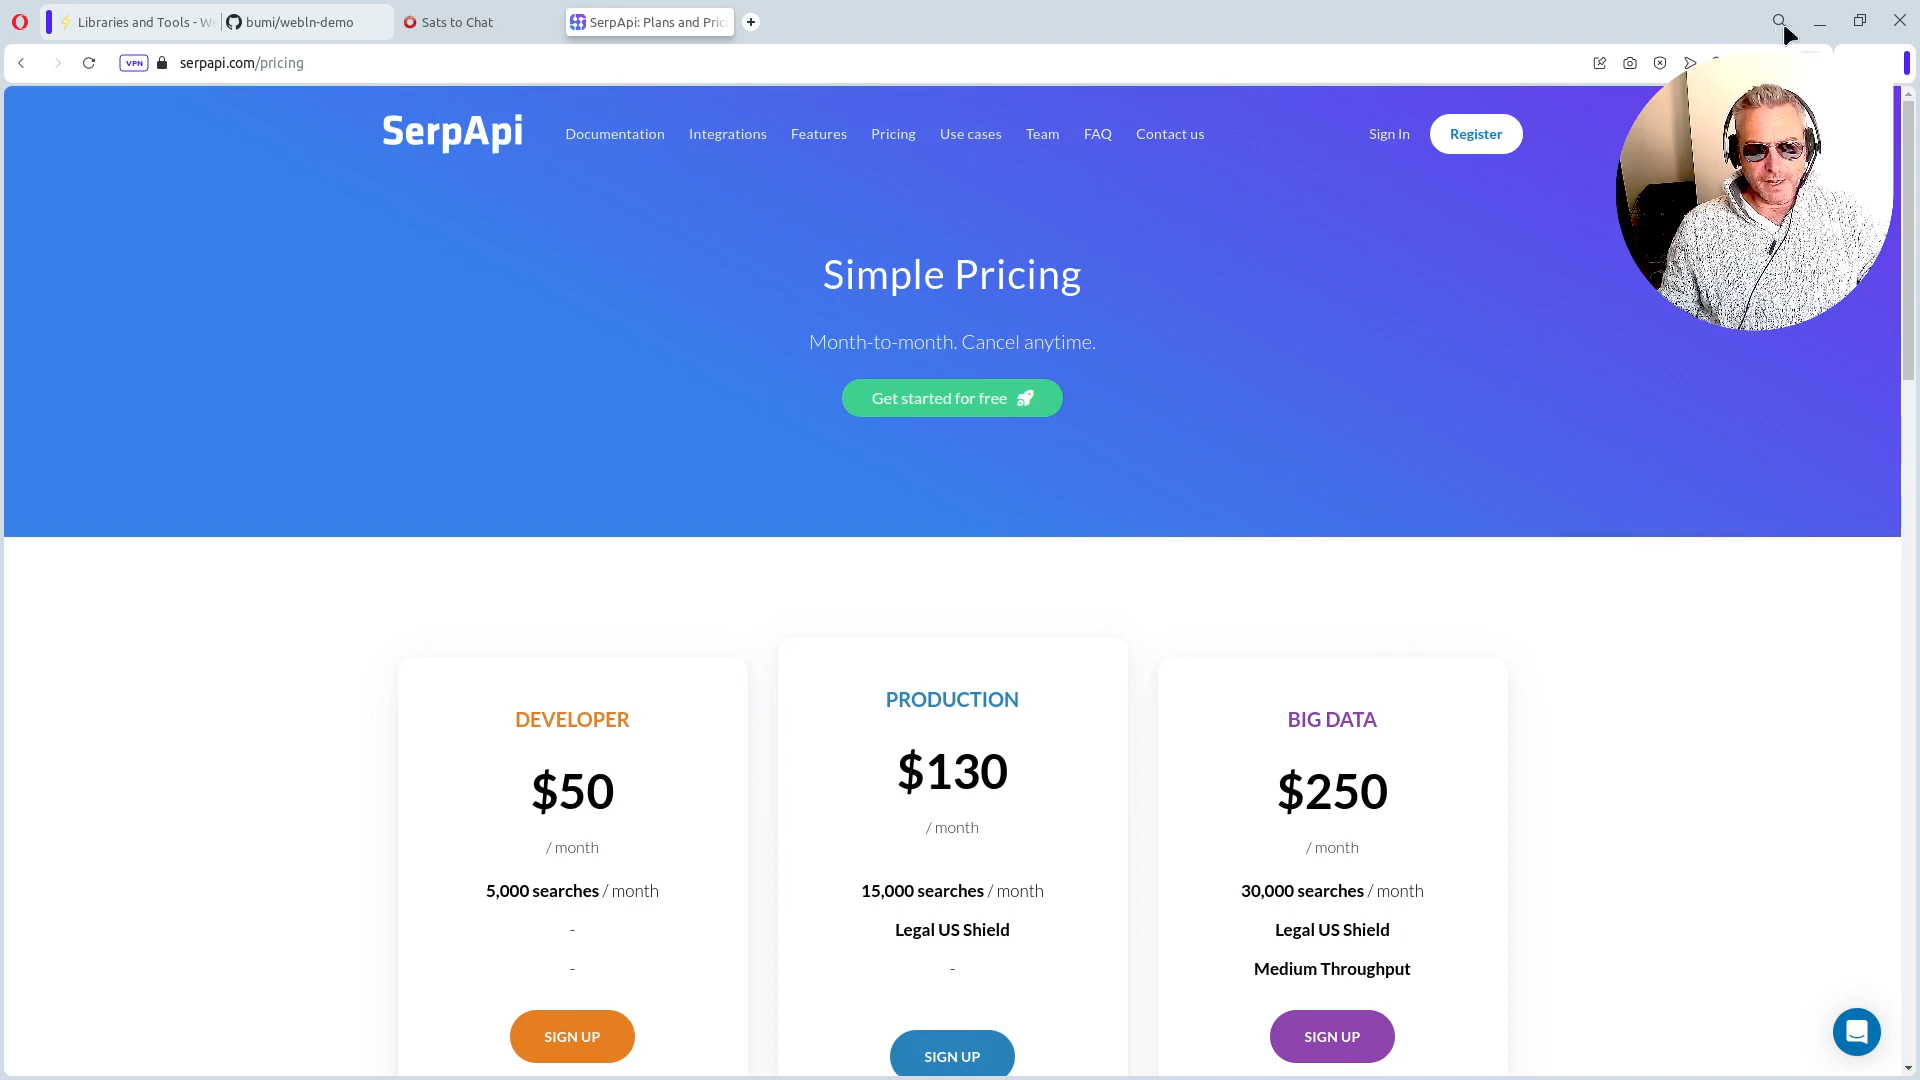 Libraries and Tools - W
bumi/webln-demo
Sats to Chat
SerpApi: Plans and Pric
VPN
serpapi.com/pricing
SerpApi
Documentation
Integrations
Features
Pricing
Use cases
Team
FAQ
Contact us
Sign In
Register
Simple Pricing
Month-to-month. Cancel anytime.
Get started for free
DEVELOPER
$50
/ month
5,000 searches / month
-
-
SIGN UP
PRODUCTION
$130
/ month
15,000 searches / month
Legal US Shield
-
SIGN UP
BIG DATA
$250
/ month
30,000 searches / month
Legal US Shield
Medium Throughput
SIGN UP